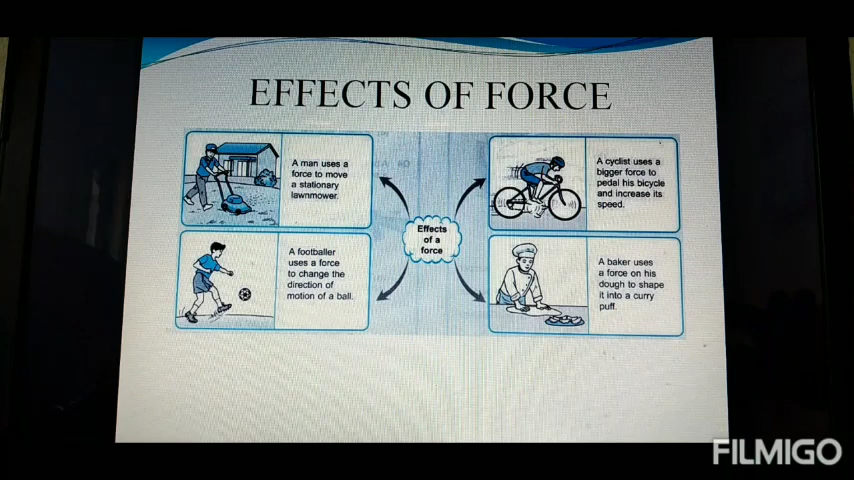 EFFECTS OF FORCE
A man uses a
force to move
a stationary
lawnmower.
A cyclist uses a
bigger force to
pedal his bicycle
and increase its
speed.
Effects
of a
force
A footballer
uses a force
to change the
direction of
motion of a ball.
A baker uses
a force on his
dough to shape
it into a curry
puff.
FILMIGO